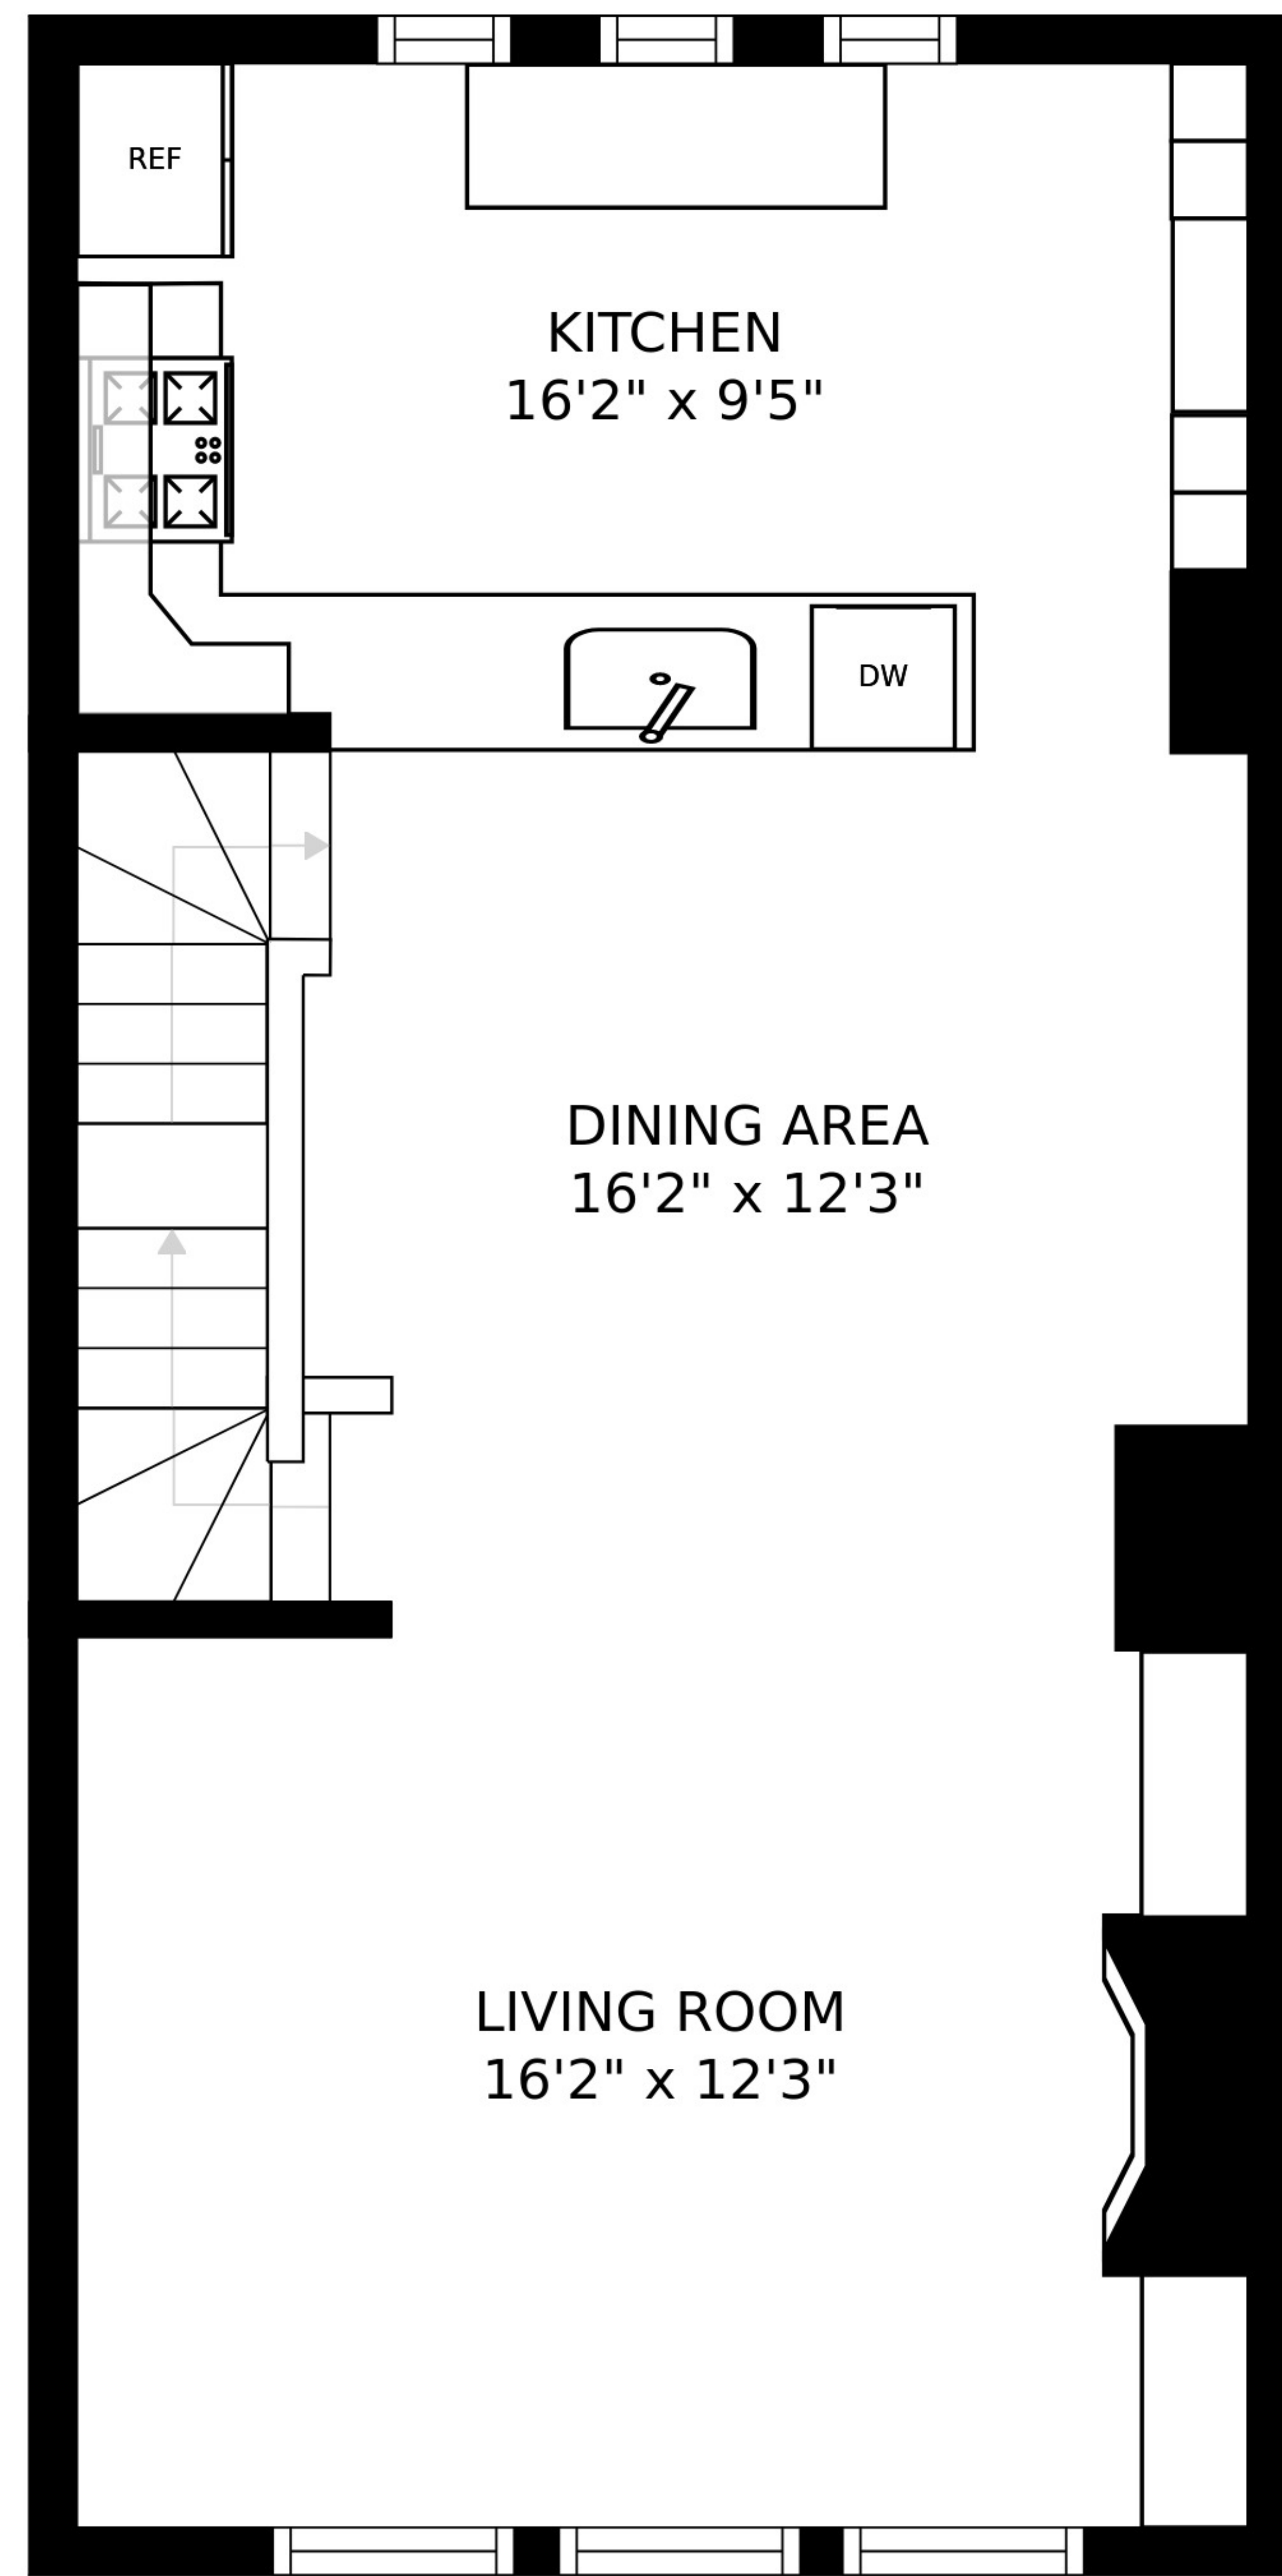 REF
KITCHEN
16'2" x 9'5"
DW
DINING AREA
16'2" x 12'3"
LIVING ROOM
16'2" x 12'3"